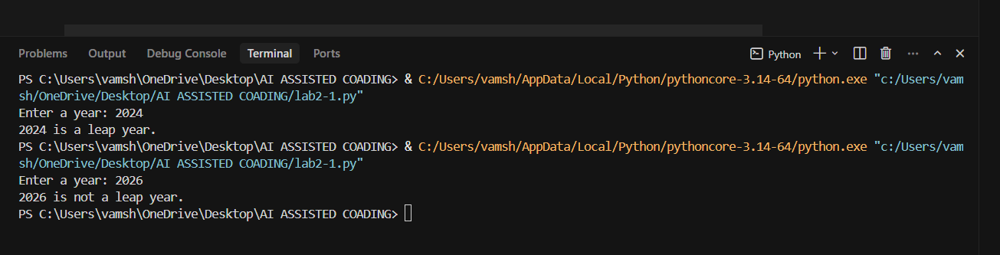 Problems Output Debug Console Terminal Ports Python
PS C:\Users\vamsh\OneDrive\Desktop\AI ASSISTED COADING> & C:/Users/vamsh/AppData/Local/Python/pythoncore-3.14-64/python.exe "c:/Users/vam
sh/OneDrive/Desktop/AI ASSISTED COADING/lab2-1.py"
Enter a year: 2024
2024 is a leap year.
PS C:\Users\vamsh\OneDrive\Desktop\AI ASSISTED COADING> & C:/Users/vamsh/AppData/Local/Python/pythoncore-3.14-64/python.exe "c:/Users/vam
sh/OneDrive/Desktop/AI ASSISTED COADING/lab2-1.py"
Enter a year: 2026
2026 is not a leap year.
PS C:\Users\vamsh\OneDrive\Desktop\AI ASSISTED COADING>